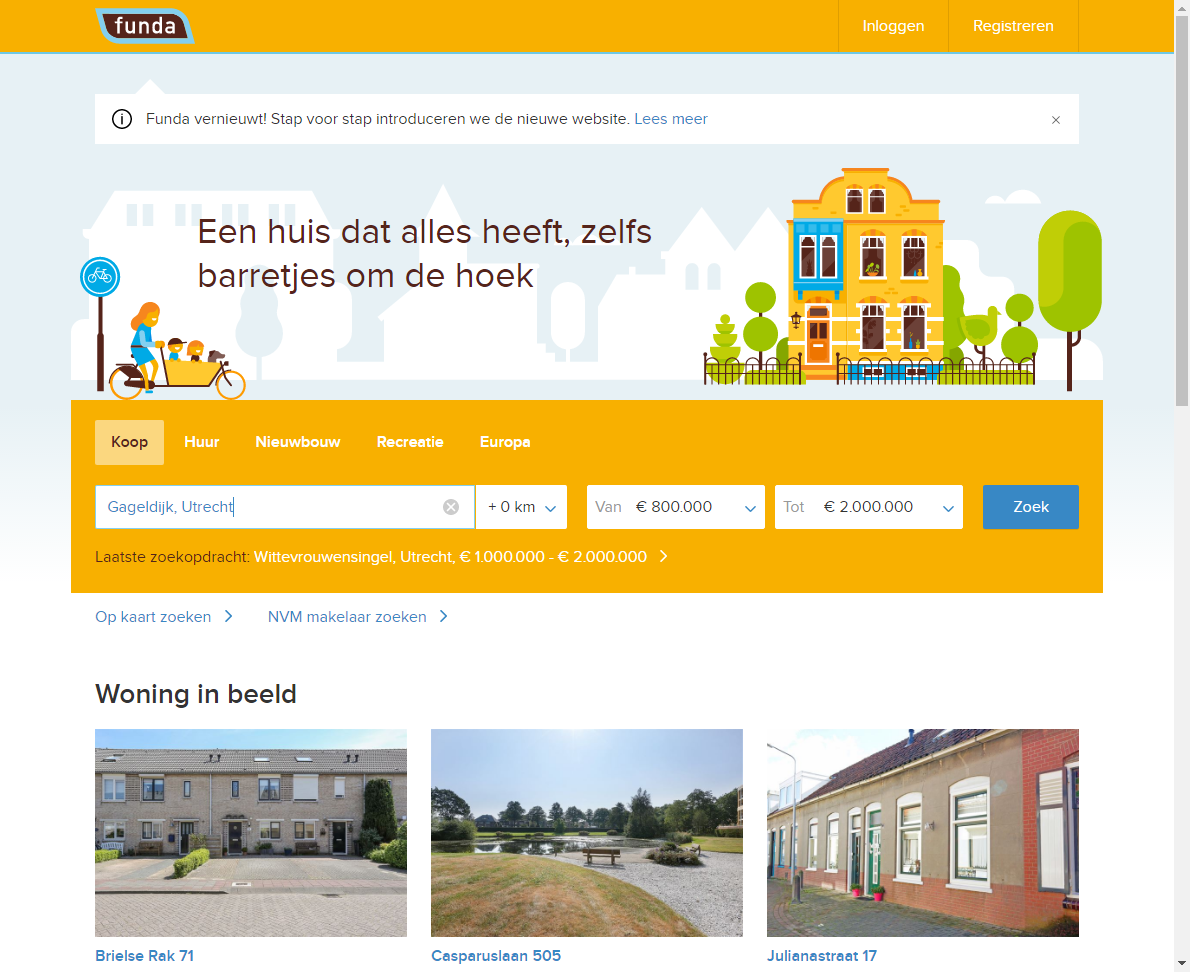 funda
Inloggen
Registreren
Funda vernieuwt! Stap voor stap introduceren we de nieuwe website. Lees meer
Een huis dat alles heeft, zelfs
barretjes om de hoek
Koop
Huur
Nieuwbouw
Recreatie
Europa
Gageldijk, Utrecht
+ 0 km
Van € 800.000
Tot € 2.000.000
Zoek
Laatste zoekopdracht: Wittevrouwensingel, Utrecht, € 1.000.000 - € 2.000.000
Op kaart zoeken
NVM makelaar zoeken
Woning in beeld
Brielse Rak 71
Casparuslaan 505
Julianastraat 17